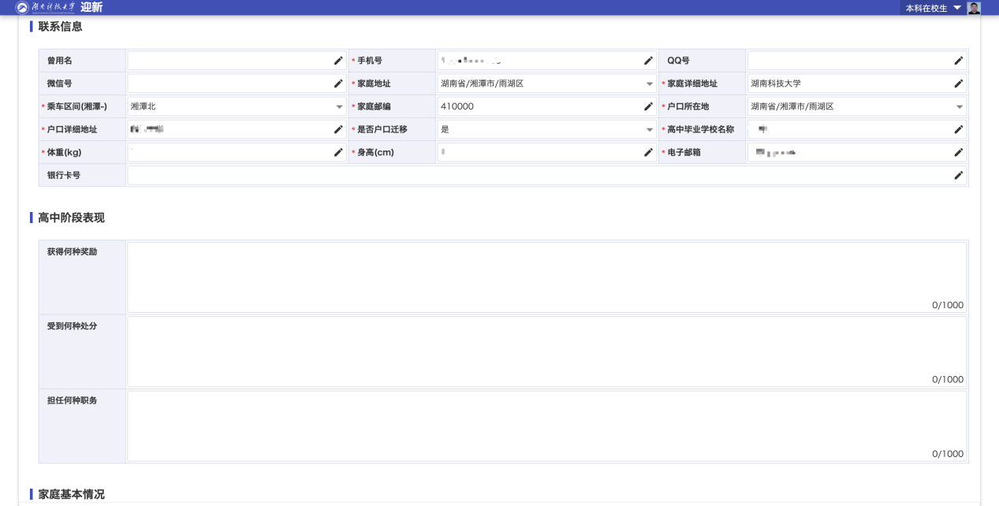 湖南科技大学 迎新 本科在校生
联系信息
曾用名 * 手机号 QQ号
微信号 * 家庭地址 湖南省/湘潭市/雨湖区 * 家庭详细地址 湖南科技大学
* 乘车区间(湘潭-) 湘潭北 * 家庭邮编 410000 * 户口所在地 湖南省/湘潭市/雨湖区
* 户口详细地址 * 是否户口迁移 是 * 高中毕业学校名称
* 体重(kg) * 身高(cm) * 电子邮箱
银行卡号
高中阶段表现
获得何种奖励
0/1000
受到何种处分
0/1000
担任何种职务
0/1000
家庭基本情况